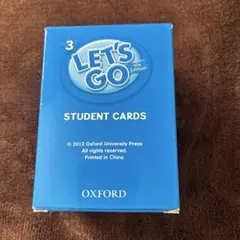 3
LET'S
GO
STUDENT CARDS
© 2012 Oxford University Press
All rights reserved.
Printed in China
OXFORD